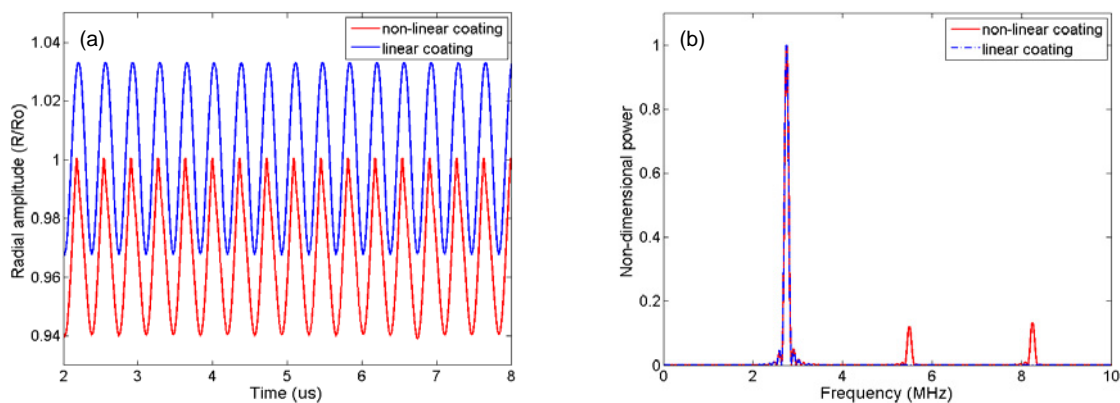 (a)
non-linear coating
linear coating
1.04
1.02
1
0.98
0.96
0.94
Radial amplitude (R/Ro)
2 3 4 5 6 7 8
Time (us)
(b)
non-linear coating
linear coating
1
0.8
0.6
0.4
0.2
0
Non-dimensional power
0 2 4 6 8 10
Frequency (MHz)